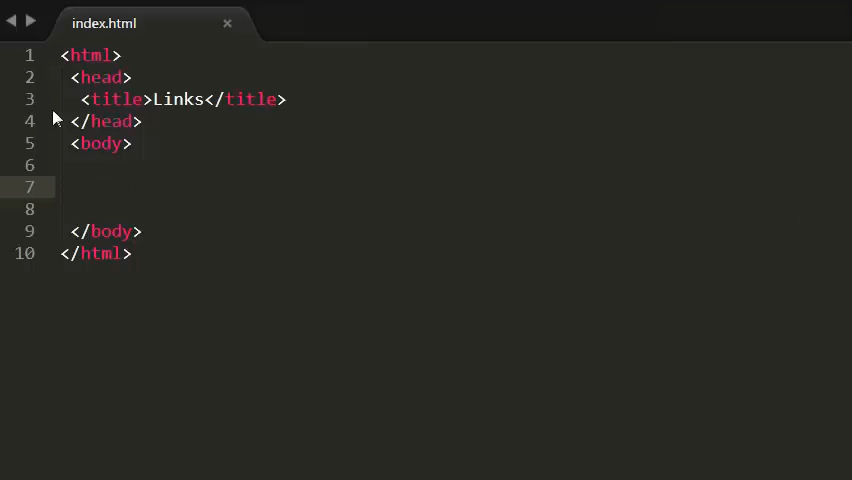 index.html ×
1 <html>
2 <head>
3 <title>Links</title>
4 </head>
5 <body>
6
7
8
9 </body>
10 </html>